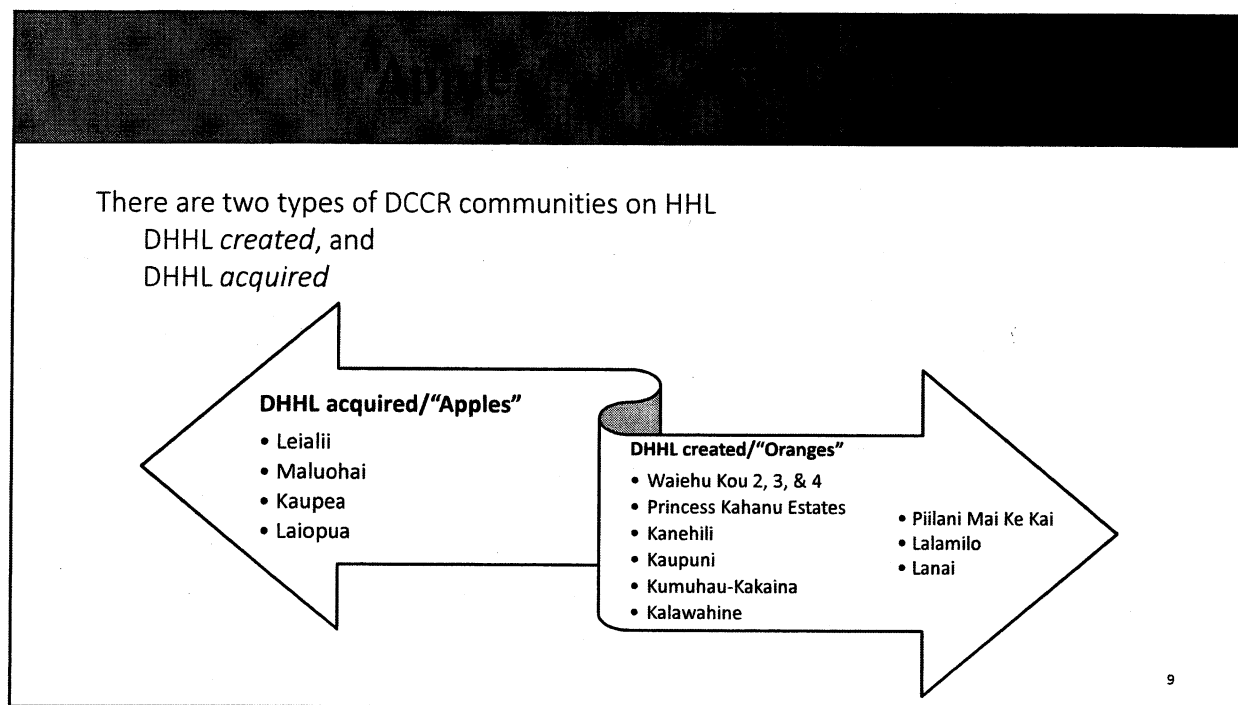 Apples
There are two types of DCCR communities on HHL
DHHL created, and
DHHL acquired
DHHL acquired/“Apples”
• Leialii
• Maluohai
• Kaupea
• Laiopua
DHHL created/“Oranges”
• Waiehu Kou 2, 3, & 4
• Princess Kahanu Estates
• Kanehili
• Kaupuni
• Kumuhau-Kakaina
• Kalawahine
• Piilani Mai Ke Kai
• Lalamilo
• Lanai
9